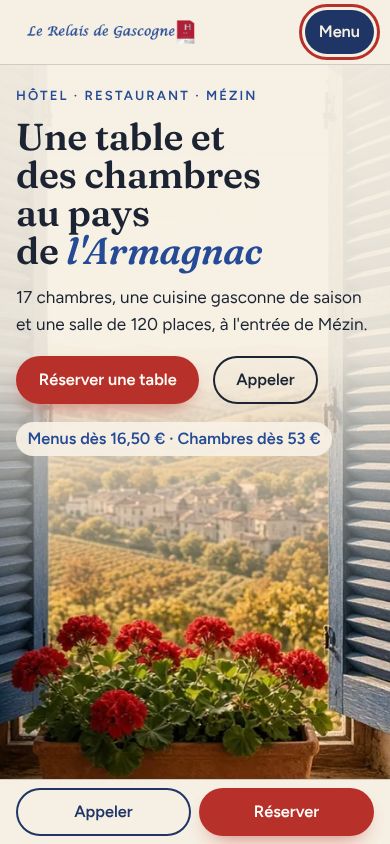 Le Relais de Gascogne
H
Menu
HÔTEL · RESTAURANT · MÉZIN
Une table et
des chambres
au pays
de l'Armagnac
17 chambres, une cuisine gasconne de saison
et une salle de 120 places, à l'entrée de Mézin.
Réserver une table
Appeler
Menus dès 16,50 € · Chambres dès 53 €
Appeler
Réserver